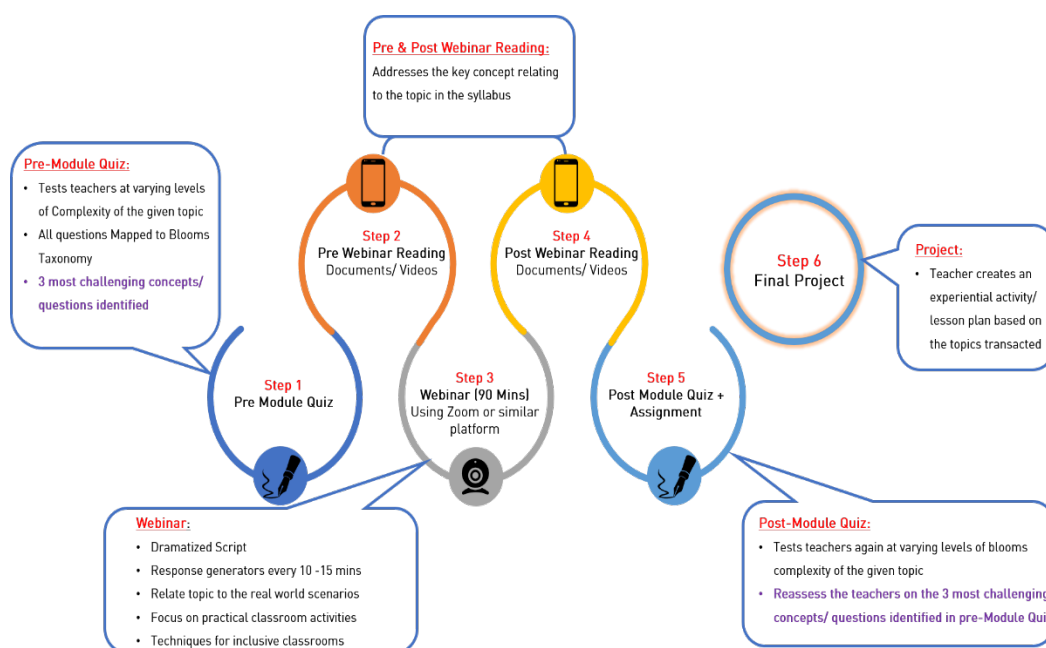 Pre & Post Webinar Reading:
Addresses the key concept relating
to the topic in the syllabus
Pre-Module Quiz:
• Tests teachers at varying levels
of Complexity of the given topic
• All questions Mapped to Blooms
Taxonomy
• 3 most challenging concepts/
questions identified
Step 1
Pre Module Quiz
Step 2
Pre Webinar Reading
Documents/ Videos
Step 3
Webinar (90 Mins)
Using Zoom or similar
platform
Step 4
Post Webinar Reading
Documents/ Videos
Step 5
Post Module Quiz +
Assignment
Step 6
Final Project
Project:
• Teacher creates an
experiential activity/
lesson plan based on
the topics transacted
Webinar:
• Dramatized Script
• Response generators every 10 -15 mins
• Relate topic to the real world scenarios
• Focus on practical classroom activities
• Techniques for inclusive classrooms
Post-Module Quiz:
• Tests teachers again at varying levels of blooms
complexity of the given topic
• Reassess the teachers on the 3 most challenging
concepts/ questions identified in pre-Module Qui